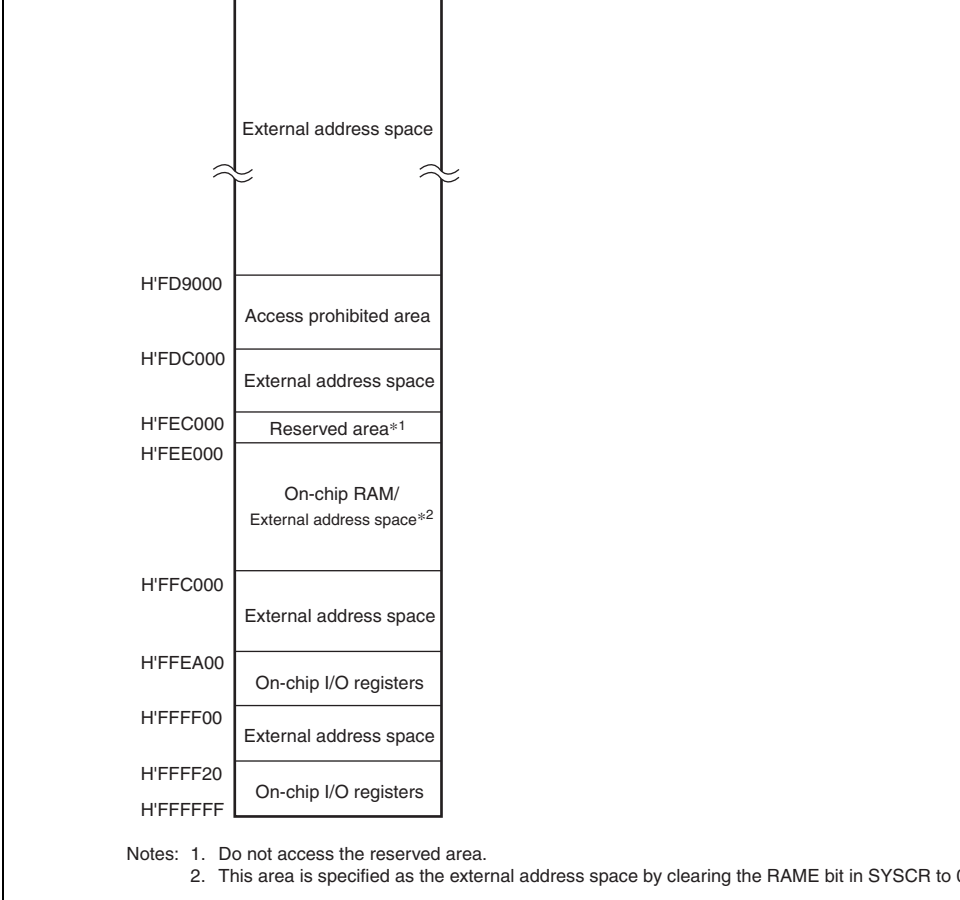 External address space
H'FD9000
Access prohibited area
H'FDC000
External address space
H'FEC000
Reserved area*1
H'FEE000
On-chip RAM/
External address space*2
H'FFC000
External address space
H'FFEA00
On-chip I/O registers
H'FFFF00
External address space
H'FFFF20
On-chip I/O registers
H'FFFFFF
Notes: 1. Do not access the reserved area.
2. This area is specified as the external address space by clearing the RAME bit in SYSCR to